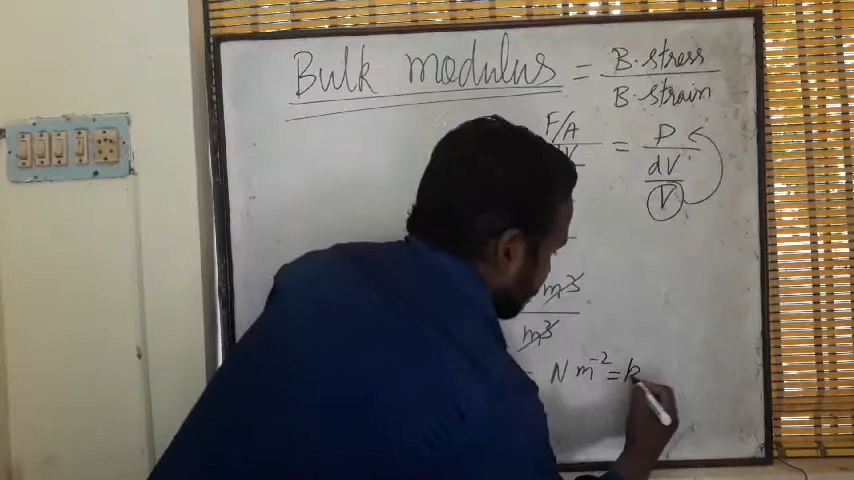 Bulk modulus = B.stress / B.strain
F/A = P / dV/V
m³
m³
N m⁻² = k